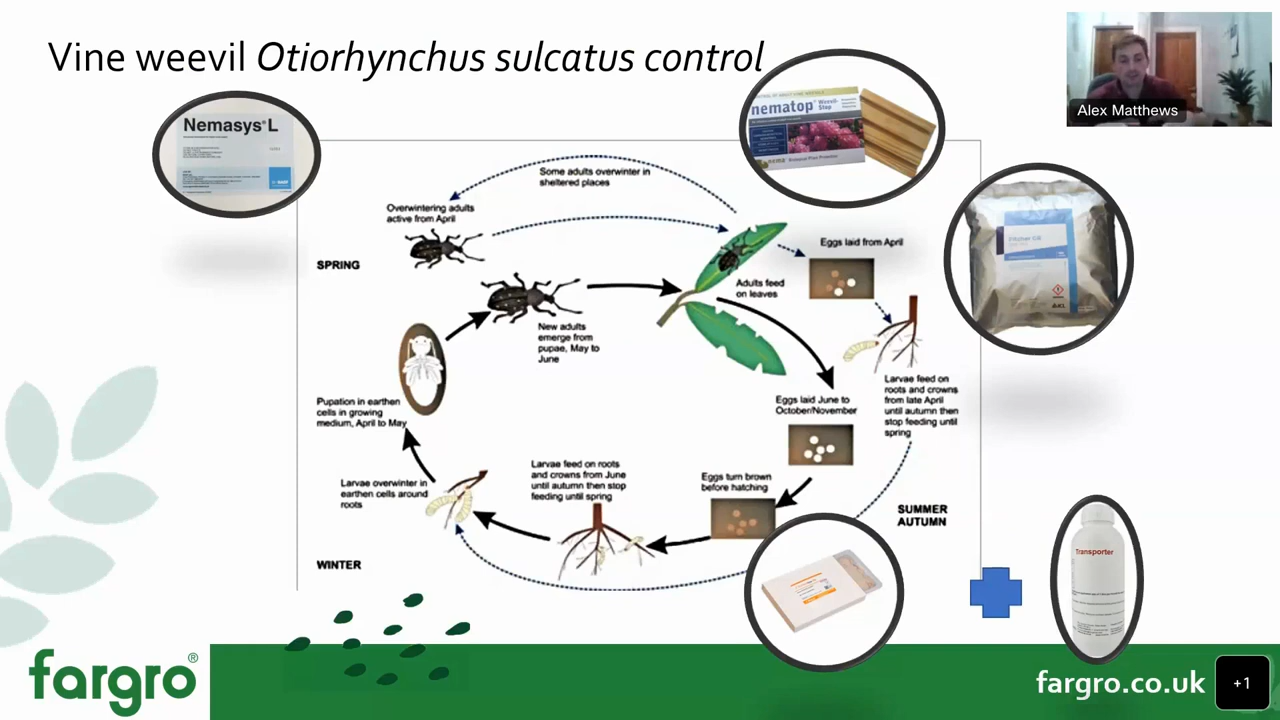 Vine weevil Otiorhynchus sulcatus control
Alex Matthews
Nemasys® L
nematop® Weevil-
Stop
Some adults overwinter in
sheltered places
Overwintering adults
active from April
Eggs laid from April
SPRING
Adults feed
on leaves
New adults
emerge from
pupae, May to
June
Larvae feed on
roots and crowns
from late April
until autumn then
stop feeding until
spring
Pupation in earthen
cells in growing
medium, April to May
Eggs laid June to
October/November
Larvae feed on roots
and crowns from June
until autumn then stop
feeding until spring
Eggs turn brown
before hatching
Larvae overwinter in
earthen cells around
roots
SUMMER
AUTUMN
WINTER
Transporter
fargro®
fargro.co.uk
+1